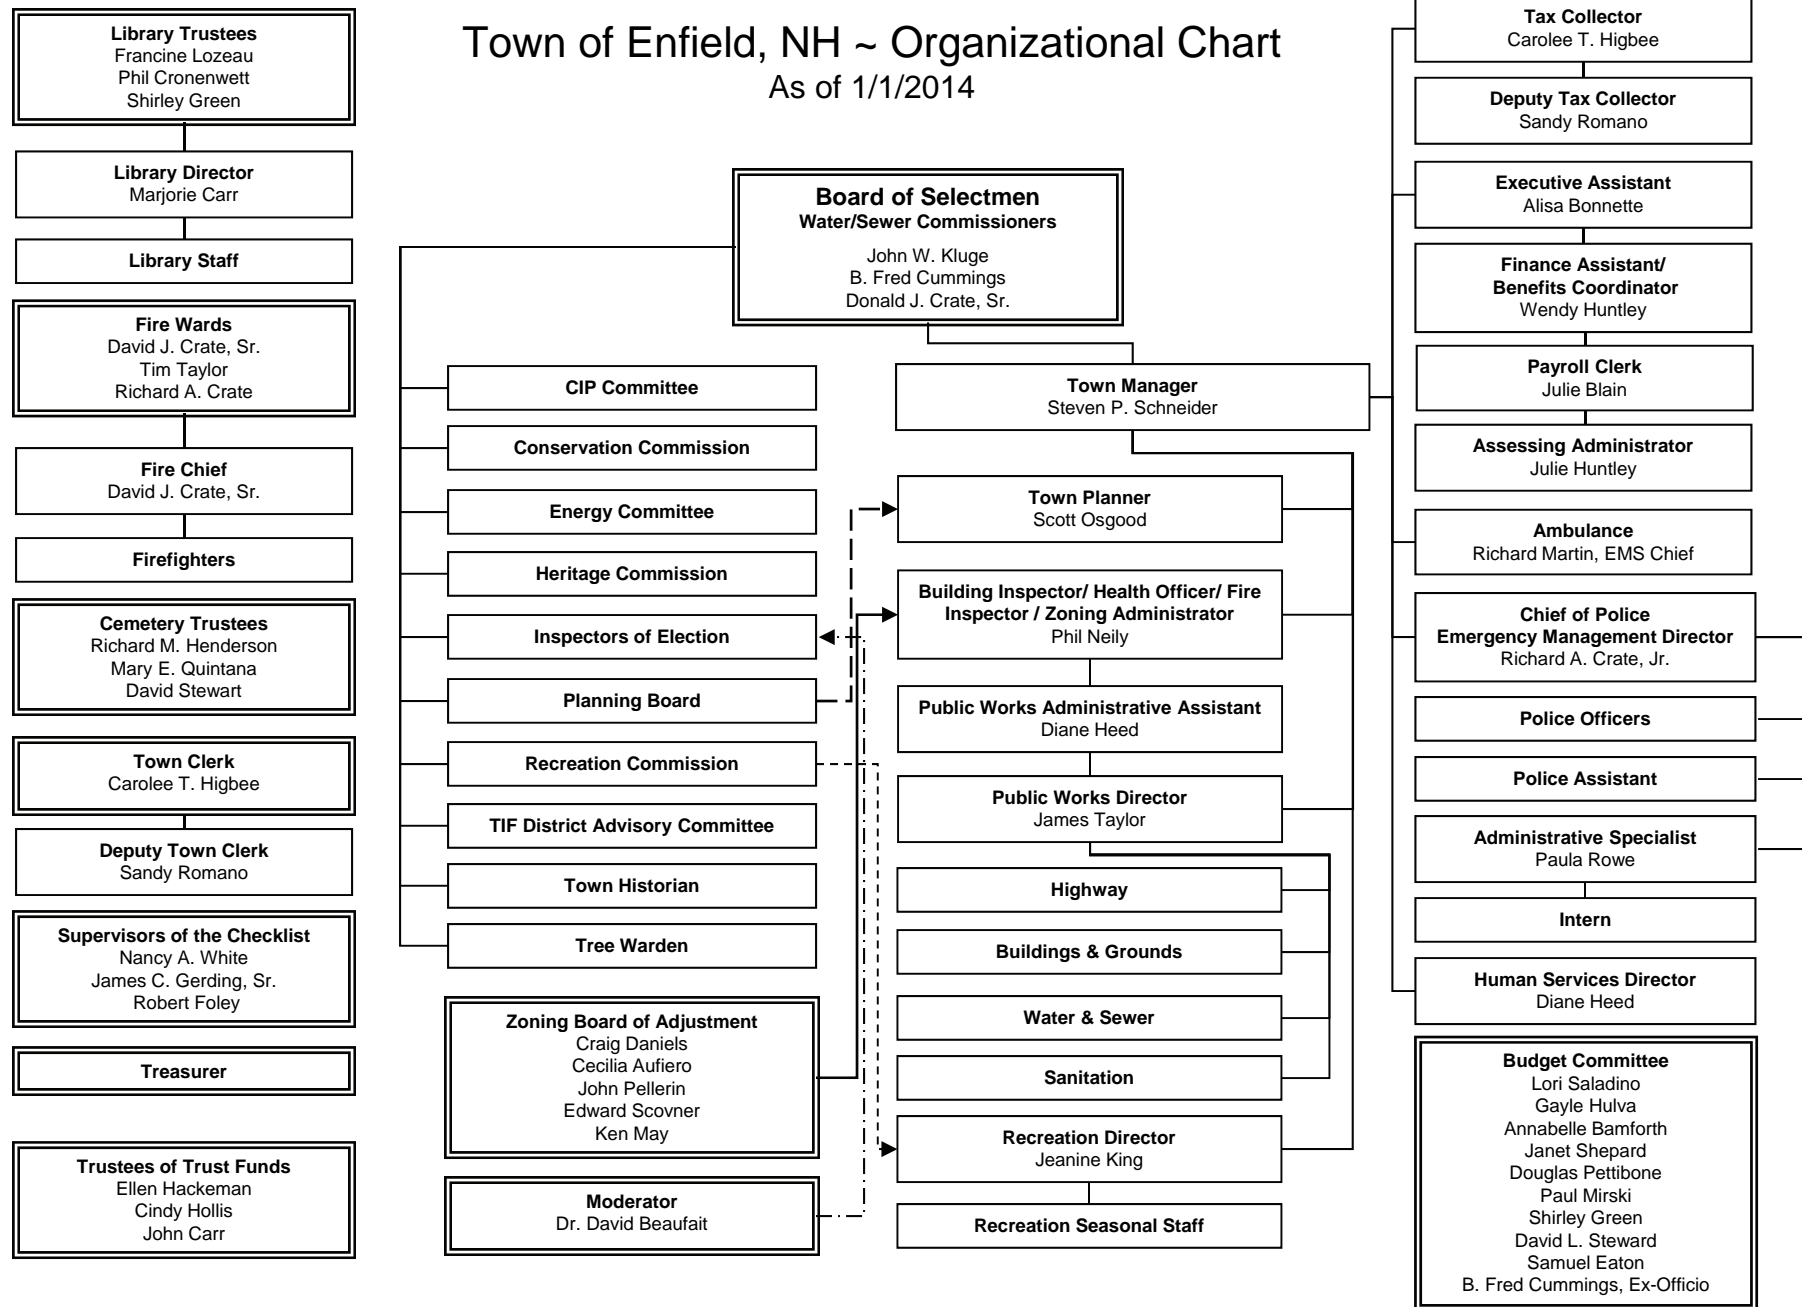 Town of Enfield, NH ~ Organizational Chart
As of 1/1/2014
Library Trustees
Francine Lozeau
Phil Cronenwett
Shirley Green
Library Director
Marjorie Carr
Library Staff
Fire Wards
David J. Crate, Sr.
Tim Taylor
Richard A. Crate
Fire Chief
David J. Crate, Sr.
Firefighters
Cemetery Trustees
Richard M. Henderson
Mary E. Quintana
David Stewart
Town Clerk
Carolee T. Higbee
Deputy Town Clerk
Sandy Romano
Supervisors of the Checklist
Nancy A. White
James C. Gerding, Sr.
Robert Foley
Treasurer
Trustees of Trust Funds
Ellen Hackeman
Cindy Hollis
John Carr
Board of Selectmen
Water/Sewer Commissioners
John W. Kluge
B. Fred Cummings
Donald J. Crate, Sr.
CIP Committee
Conservation Commission
Energy Committee
Heritage Commission
Inspectors of Election
Planning Board
Recreation Commission
TIF District Advisory Committee
Town Historian
Tree Warden
Zoning Board of Adjustment
Craig Daniels
Cecilia Aufiero
John Pellerin
Edward Scovner
Ken May
Moderator
Dr. David Beaufait
Town Manager
Steven P. Schneider
Town Planner
Scott Osgood
Building Inspector/ Health Officer/ Fire
Inspector / Zoning Administrator
Phil Neily
Public Works Administrative Assistant
Diane Heed
Public Works Director
James Taylor
Highway
Buildings & Grounds
Water & Sewer
Sanitation
Recreation Director
Jeanine King
Recreation Seasonal Staff
Tax Collector
Carolee T. Higbee
Deputy Tax Collector
Sandy Romano
Executive Assistant
Alisa Bonnette
Finance Assistant/
Benefits Coordinator
Wendy Huntley
Payroll Clerk
Julie Blain
Assessing Administrator
Julie Huntley
Ambulance
Richard Martin, EMS Chief
Chief of Police
Emergency Management Director
Richard A. Crate, Jr.
Police Officers
Police Assistant
Administrative Specialist
Paula Rowe
Intern
Human Services Director
Diane Heed
Budget Committee
Lori Saladino
Gayle Hulva
Annabelle Bamforth
Janet Shepard
Douglas Pettibone
Paul Mirski
Shirley Green
David L. Steward
Samuel Eaton
B. Fred Cummings, Ex-Officio